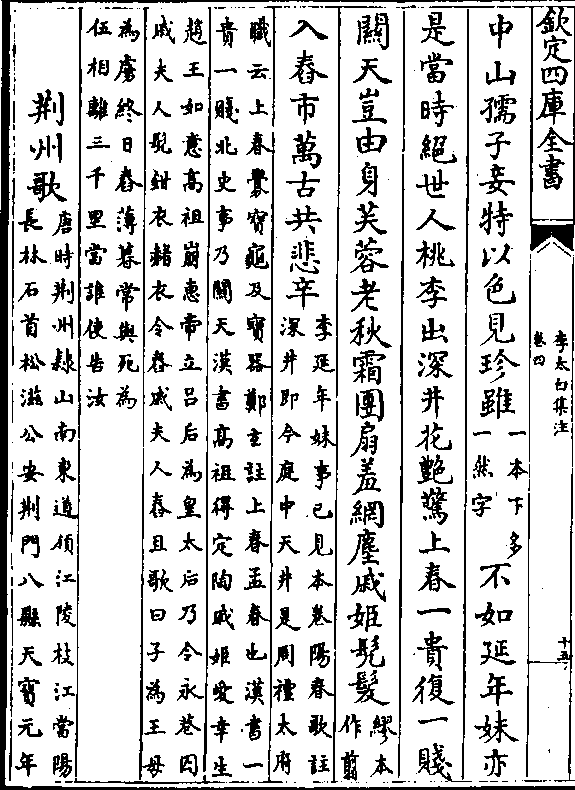 欽定四庫全書
李太白集注
卷四
十五
中山孺子妾特以色見珍雖一本下多一然字不如延年妹亦
是當時絕世人桃李出深井花艷驚上春一貴復一賤
關天豈由身芙蓉老秋霜團扇羞網塵戚姬髠髮繆本作翦
入舂市萬古共悲辛李延年妹事已見本卷陽春歌註
深井即今庭中天井是周禮太府
職云上春釁寶龜及寶器鄭玄註上春孟春也漢書一
貴一賤北史事乃關天漢書高祖得定陶戚姬愛幸生
趙王如意高祖崩惠帝立吕后為皇太后乃令永巷囚
戚夫人髠鉗衣赭衣令舂戚夫人舂且歌曰子為王母
為虜終日舂薄暮常與死為
伍相離三千里當誰使告汝
荆州歌唐時荆州隸山南東道領江陵枝江當陽
長林石首松滋公安荆門八縣天寶元年